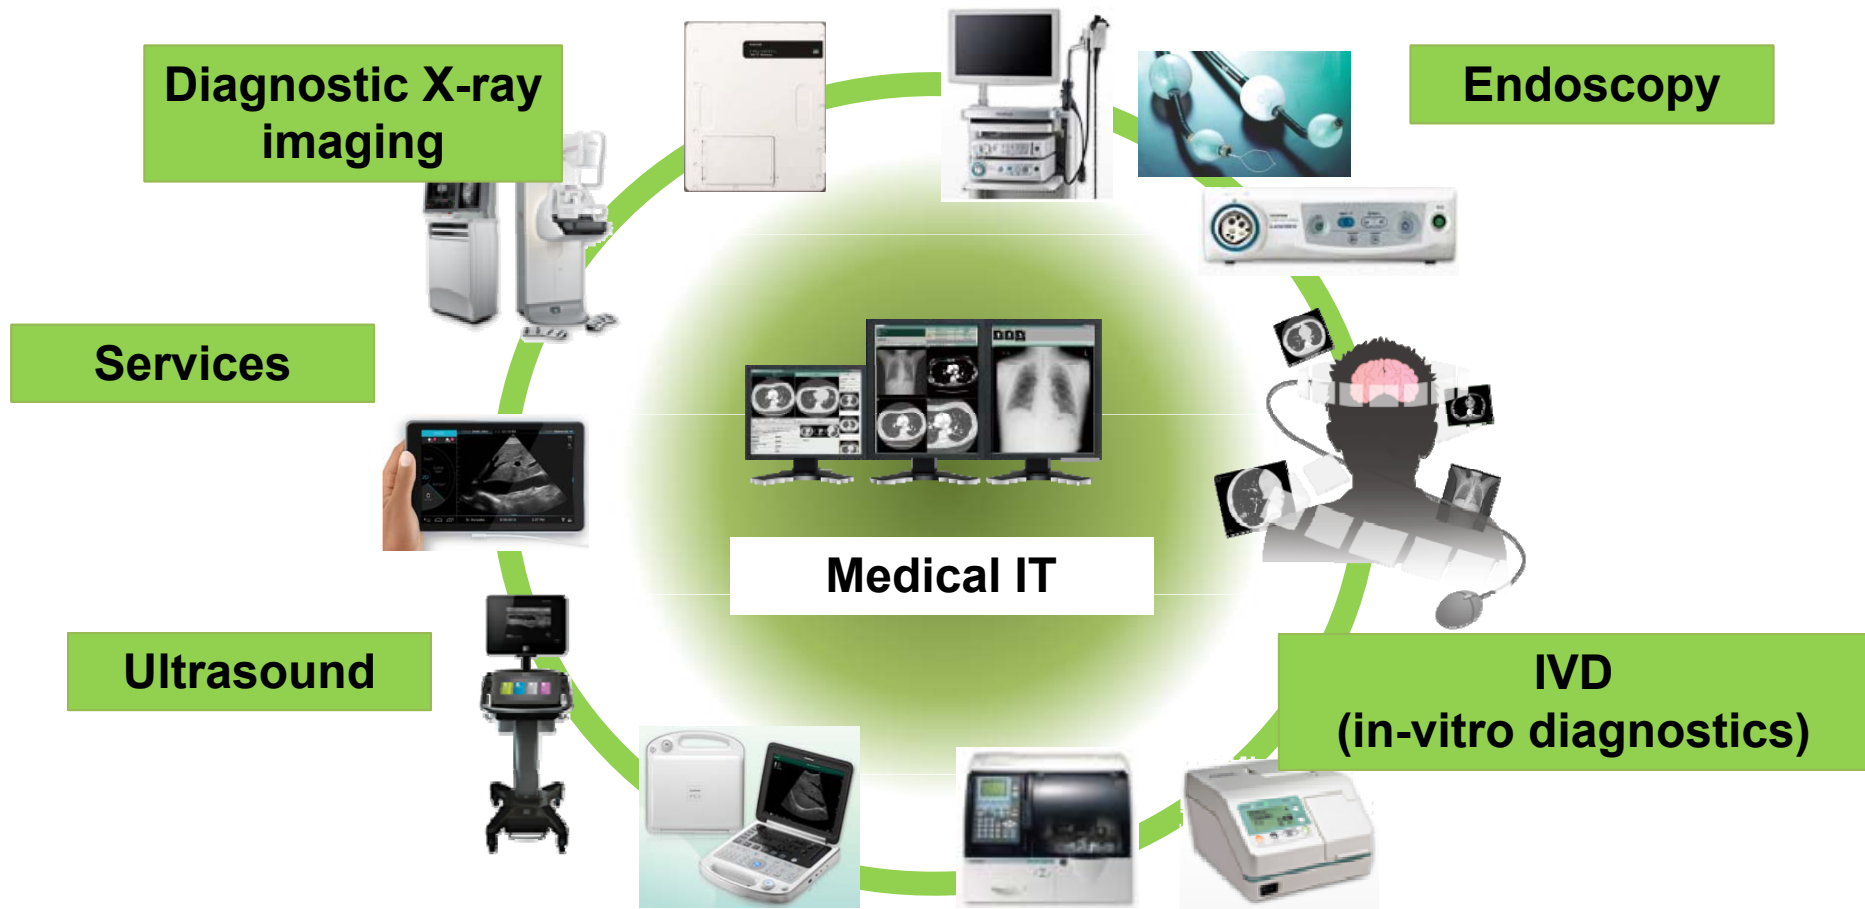 Diagnostic X-ray
imaging
Endoscopy
Services
Medical IT
Ultrasound
IVD
(in-vitro diagnostics)